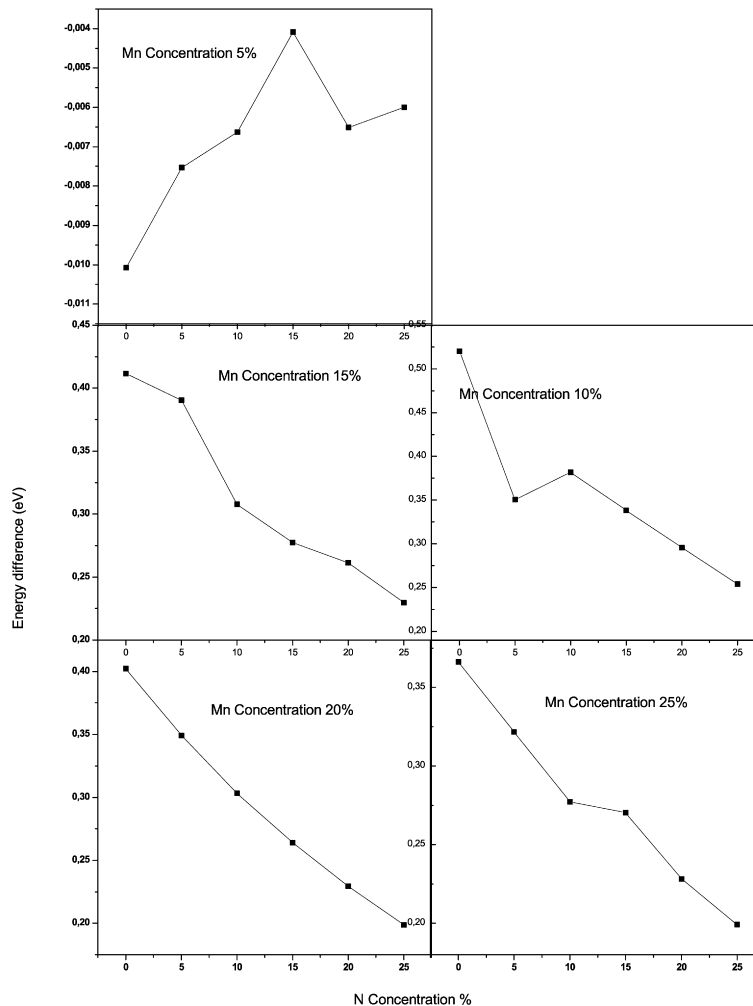 -0,004
Mn Concentration 5%
-0,005
-0,006
-0,007
-0,008
-0,009
-0,010
-0,011
0,45
0 5 10 15 20 25
0,55
0,40
Mn Concentration 15%
0,35
0,30
0,25
0,20
0 5 10 15 20 25
0,50
Mn Concentration 10%
0,45
0,40
0,35
0,30
0,25
0,20
0 5 10 15 20 25
Energy difference (eV)
0,40
Mn Concentration 20%
0,35
0,30
0,25
0,20
0 5 10 15 20 25
0,35
Mn Concentration 25%
0,30
0,25
0,20
0 5 10 15 20 25
N Concentration %